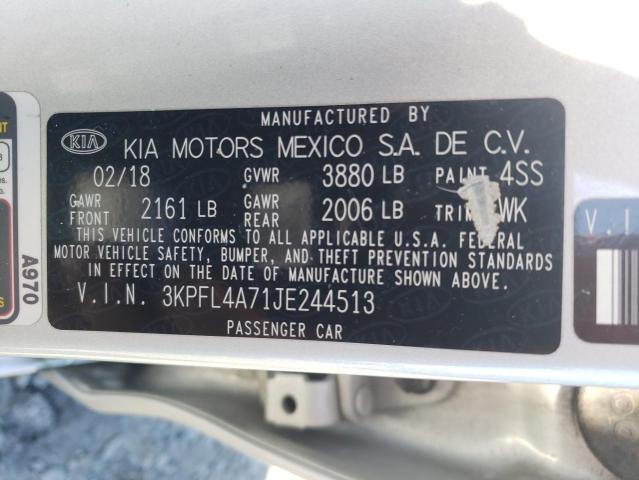 MANUFACTURED BY
KIA KIA MOTORS MEXICO S.A. DE C.V.
02/18 GVWR 3880 LB PAINT 4SS
GAWR FRONT 2161 LB GAWR REAR 2006 LB TRIM WK
THIS VEHICLE CONFORMS TO ALL APPLICABLE U.S.A. FEDERAL
MOTOR VEHICLE SAFETY, BUMPER, AND THEFT PREVENTION STANDARDS
IN EFFECT ON THE DATE OF MANUFACTURE SHOWN ABOVE.
V.I.N. 3KPFL4A71JE244513
PASSENGER CAR
A970
V.I